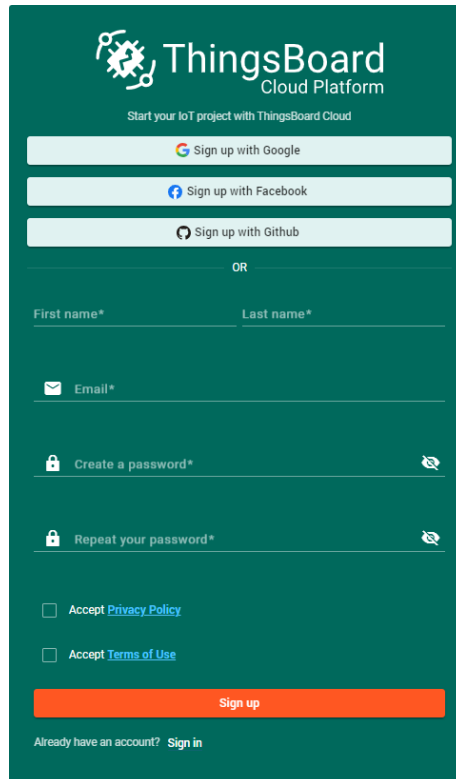 ThingsBoard
Cloud Platform
Start your IoT project with ThingsBoard Cloud
Sign up with Google
Sign up with Facebook
Sign up with Github
OR
First name* Last name*
Email*
Create a password*
Repeat your password*
Accept Privacy Policy
Accept Terms of Use
Sign up
Already have an account? Sign in